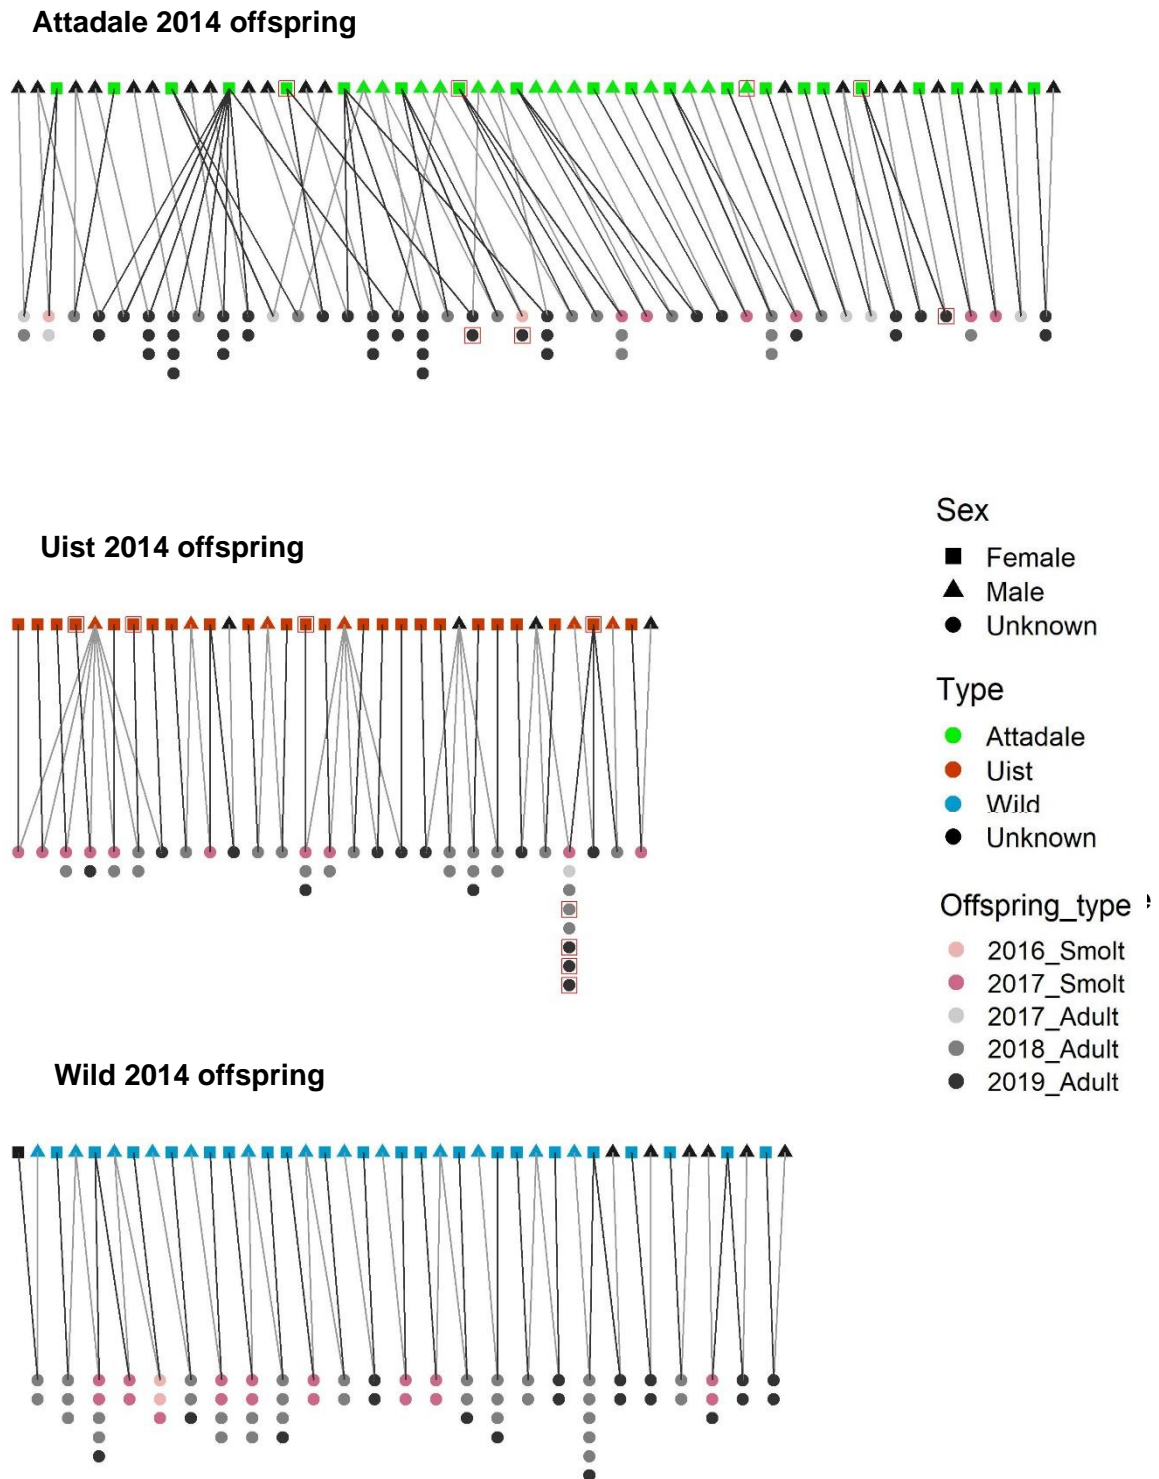 Attadale 2014 offspring
Uist 2014 offspring
Sex
Female
Male
Unknown
Type
Attadale
Uist
Wild
Unknown
Offspring_type
2016_Smolt
2017_Smolt
2017_Adult
2018_Adult
2019_Adult
Wild 2014 offspring